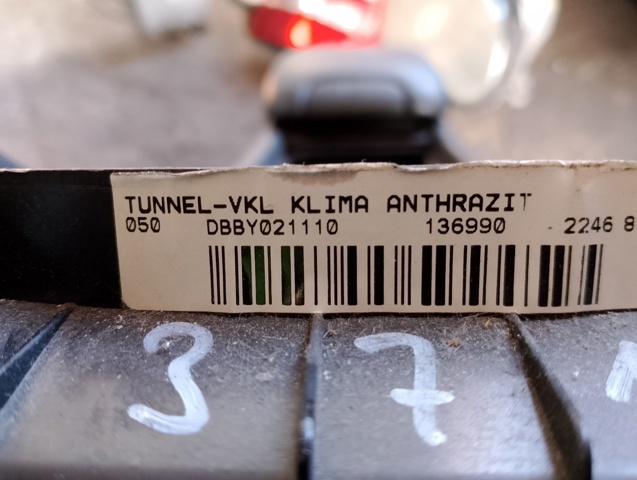 TUNNEL-VKL KLIMA ANTHRAZIT
050 DBBY021110 136990 2246 8
3 7